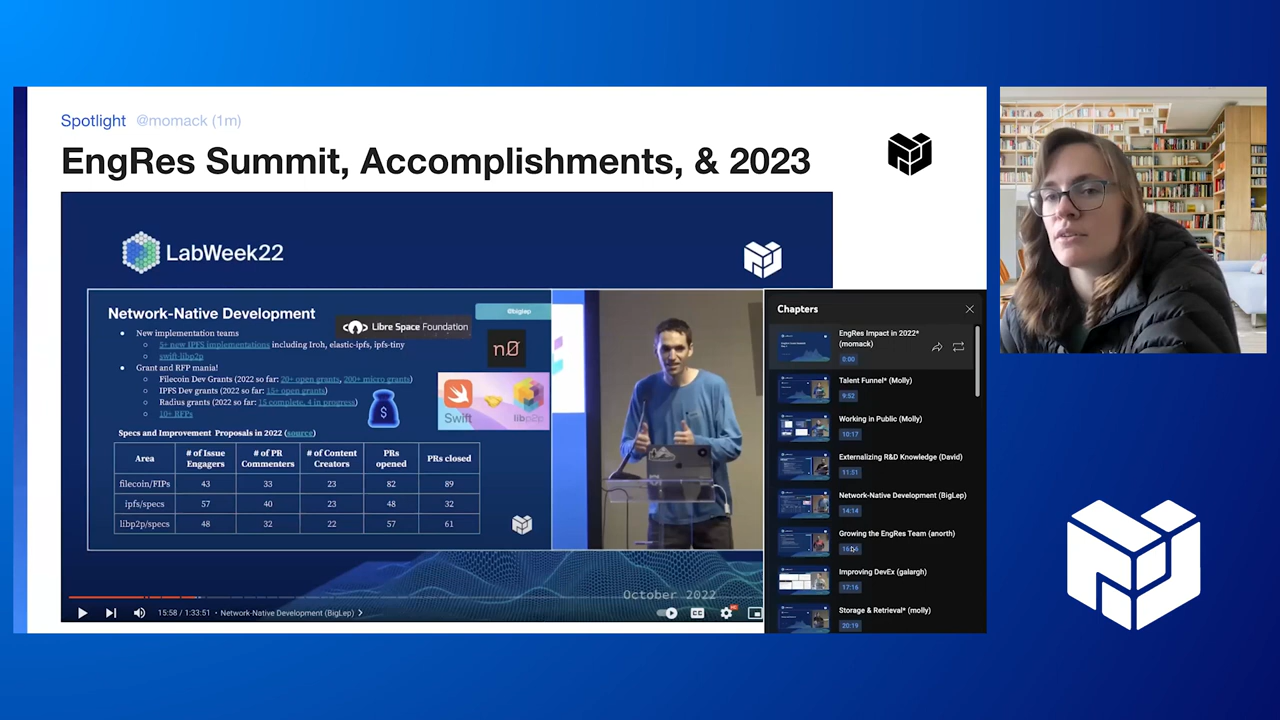 Spotlight @momack (1m)
EngRes Summit, Accomplishments, & 2023
LabWeek22
Network-Native Development
@biglep
Libre Space Foundation
n0
New implementation teams
5+ new IPFS implementations including Iroh, elastic-ipfs, ipfs-tiny
swift-libp2p
Grant and RFP mania!
Filecoin Dev Grants (2022 so far: 20+ open grants, 200+ micro grants)
IPFS Dev grants (2022 so far: 15+ open grants)
Radius grants (2022 so far: 15 complete, 4 in progress)
10+ RFPs
Swift
libp2p
Specs and Improvement Proposals in 2022 (source)
Area # of Issue Engagers # of PR Commenters # of Content Creators PRs opened PRs closed
filecoin/FIPs 43 33 23 82 89
ipfs/specs 57 40 23 48 32
libp2p/specs 48 32 22 57 61
October 2022
15:58 / 1:33:51 • Network-Native Development (BigLep)
CC
HD
Chapters
EngRes Impact in 2022*
(momack)
0:00
Talent Funnel* (Molly)
9:52
Working in Public (Molly)
10:17
Externalizing R&D Knowledge (David)
11:51
Network-Native Development (BigLep)
14:14
Growing the EngRes Team (anorth)
Improving DevEx (galargh)
17:16
Storage & Retrieval* (molly)
20:19